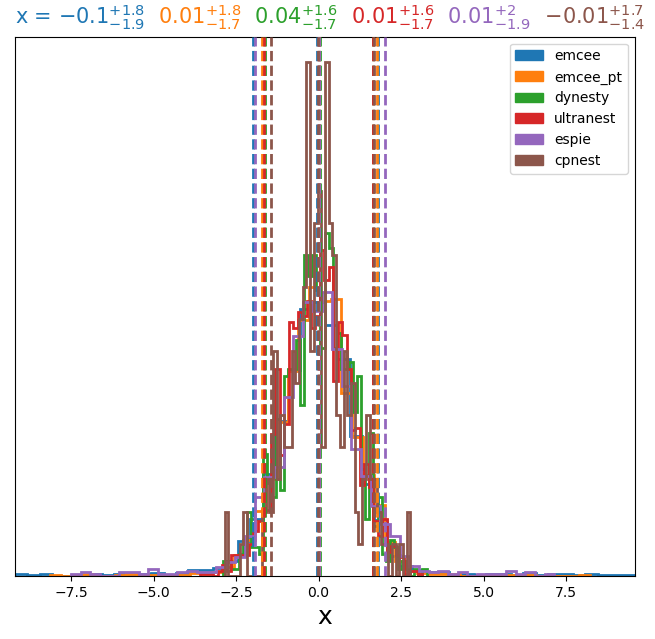 x = −0.1+1.8−1.9 0.01+1.8−1.7 0.04+1.6−1.7 0.01+1.6−1.7 0.01+2−1.9 −0.01+1.7−1.4
emcee
emcee_pt
dynesty
ultranest
espie
cpnest
−7.5 −5.0 −2.5 0.0 2.5 5.0 7.5
x